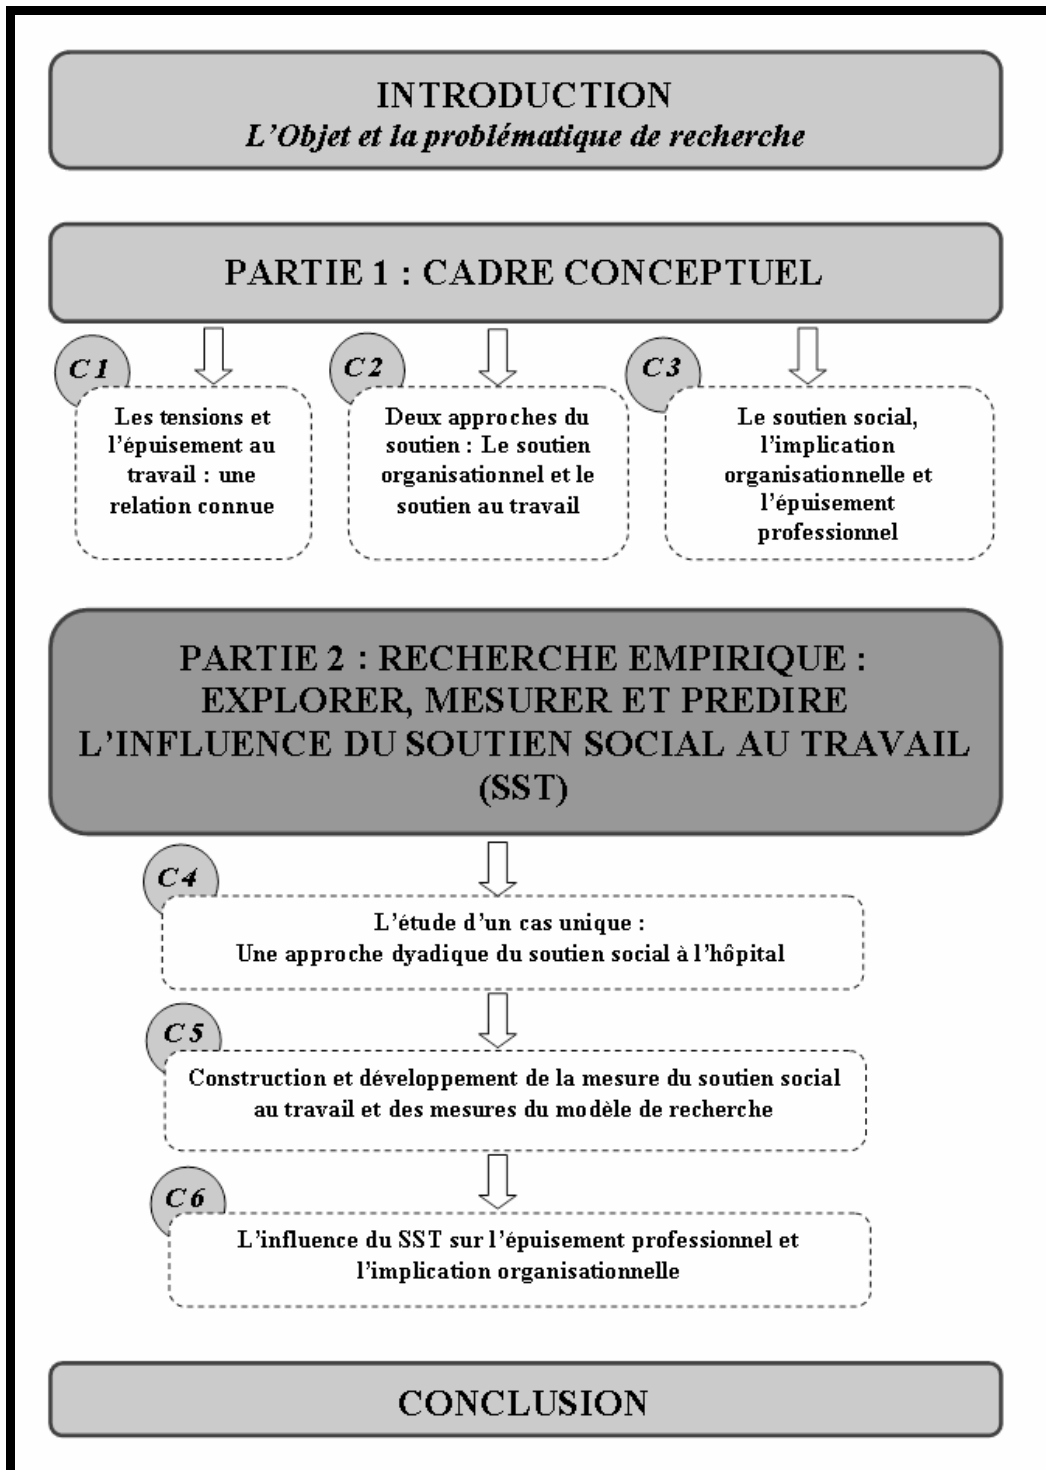 INTRODUCTION
L'Objet et la problématique de recherche
PARTIE 1 : CADRE CONCEPTUEL
C1
Les tensions et
l'épuisement au
travail : une
relation connue
C2
Deux approches du
soutien : Le soutien
organisationnel et le
soutien au travail
C3
Le soutien social,
l'implication
organisationnelle et
l'épuisement
professionnel
PARTIE 2 : RECHERCHE EMPIRIQUE :
EXPLORER, MESURER ET PREDIRE
L'INFLUENCE DU SOUTIEN SOCIAL AU TRAVAIL
(SST)
C4
L'étude d'un cas unique :
Une approche dyadique du soutien social à l'hôpital
C5
Construction et développement de la mesure du soutien social
au travail et des mesures du modèle de recherche
C6
L'influence du SST sur l'épuisement professionnel et
l'implication organisationnelle
CONCLUSION